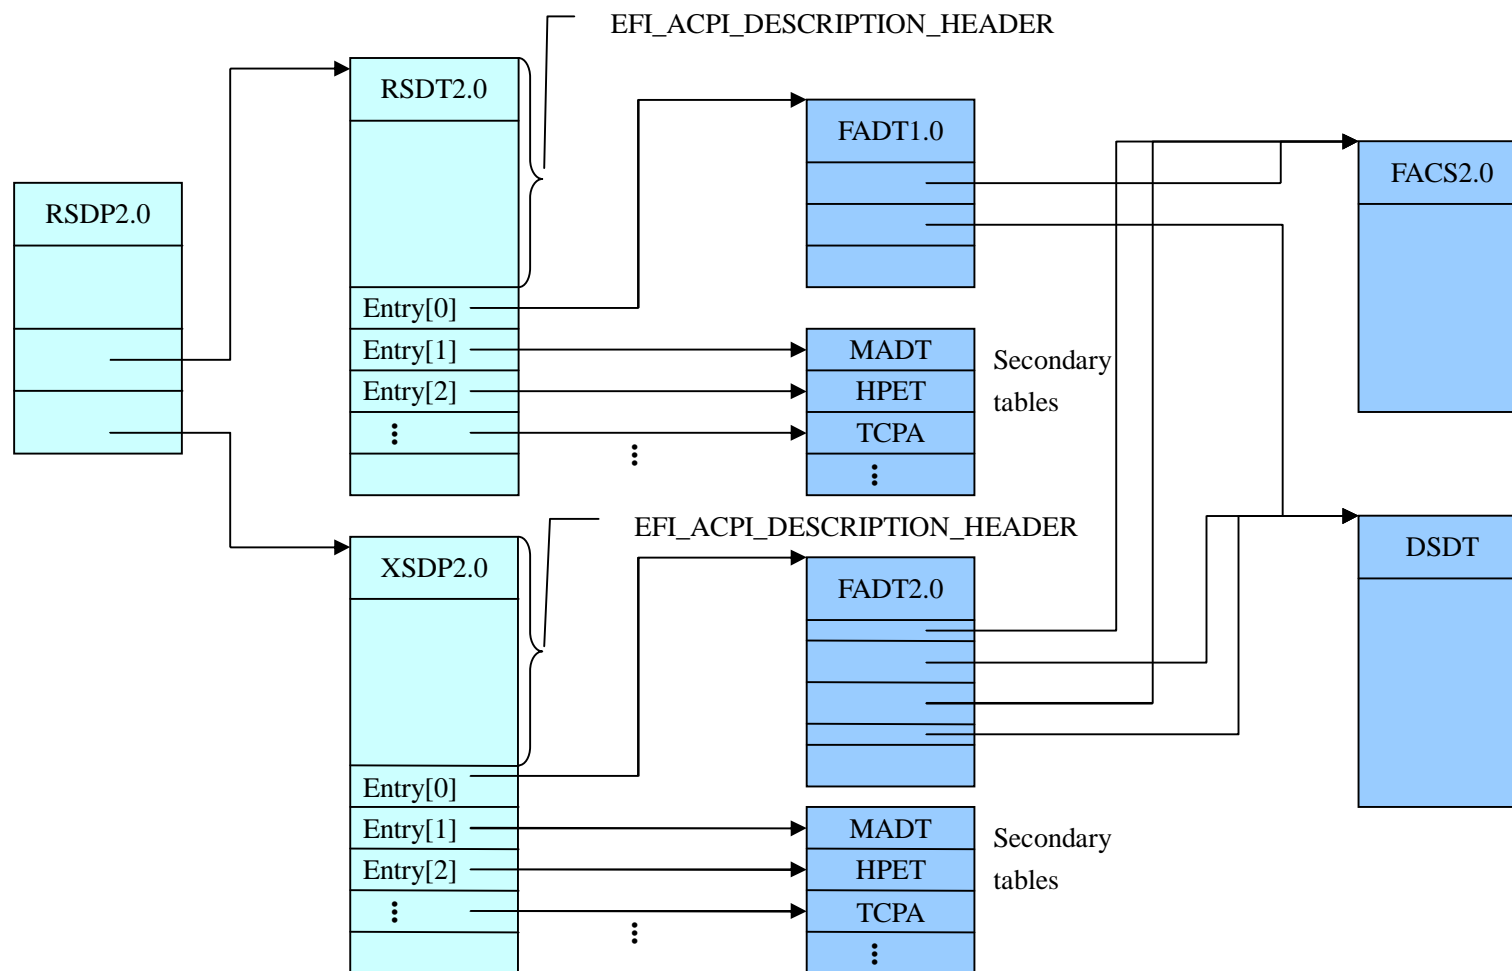 EFI_ACPI_DESCRIPTION_HEADER
RSDT2.0
FADT1.0
FACS2.0
RSDP2.0
Entry[0]
Entry[1]
MADT
Secondary
tables
Entry[2]
HPET
TCPA
EFI_ACPI_DESCRIPTION_HEADER
XSDP2.0
FADT2.0
DSDT
Entry[0]
Entry[1]
MADT
Secondary
tables
Entry[2]
HPET
TCPA